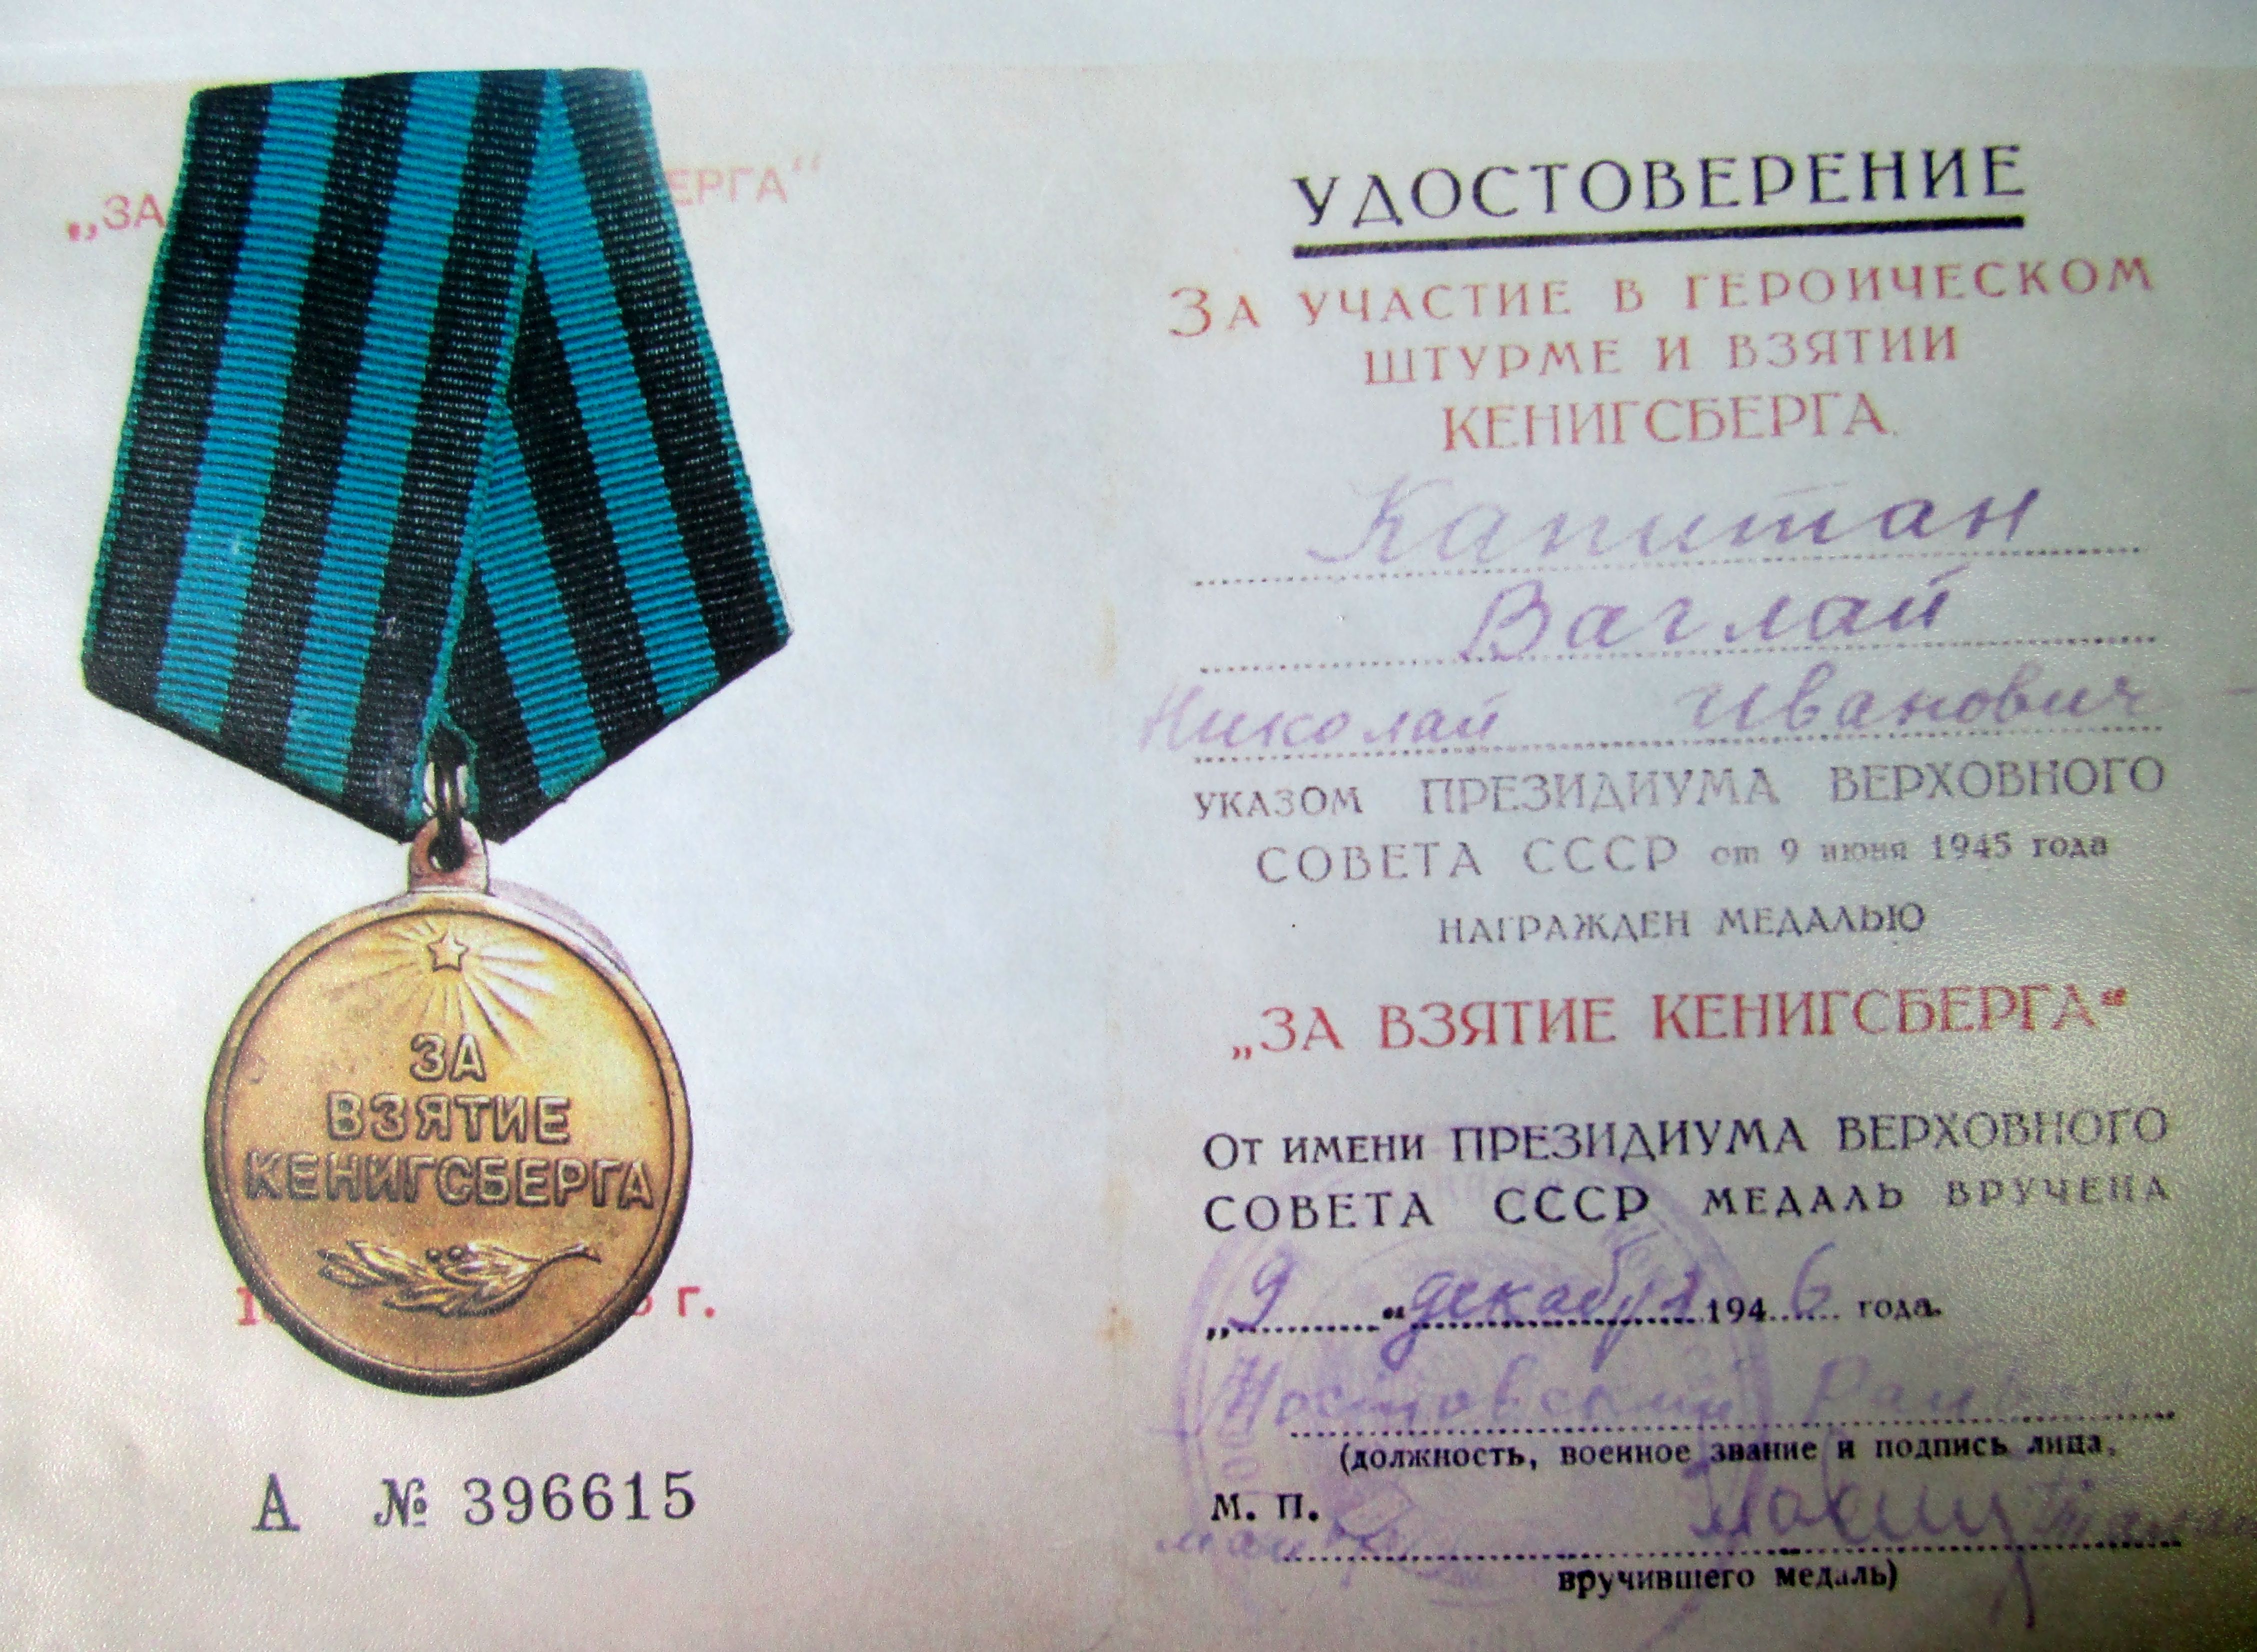 „ЗА ЕРГА“
ЗА
ВЗЯТИЕ
КЕНИГСБЕРГА
г.
А № 396615
УДОСТОВЕРЕНИЕ
За участие в героическом
штурме и взятии
Кенигсберга.
Капитан
Ваглай
Николай Иванович
указом ПРЕЗИДИУМА ВЕРХОВНОГО
СОВЕТА СССР от 9 июня 1945 года
награжден медалью
„ЗА ВЗЯТИЕ КЕНИГСБЕРГА“
От имени ПРЕЗИДИУМА ВЕРХОВНОГО
СОВЕТА СССР медаль вручена
„9“ декабря 1946 года.
(должность, военное звание и подпись лица,
М. П.
вручившего медаль)